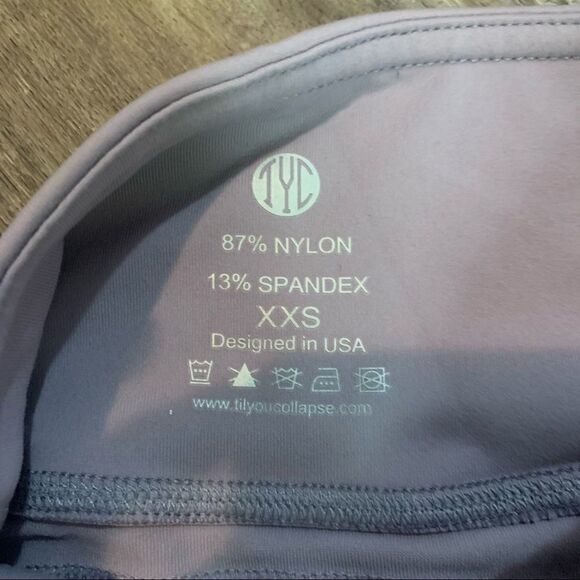 TYC
87% NYLON
13% SPANDEX
XXS
Designed in USA
www.tilyoucollapse.com